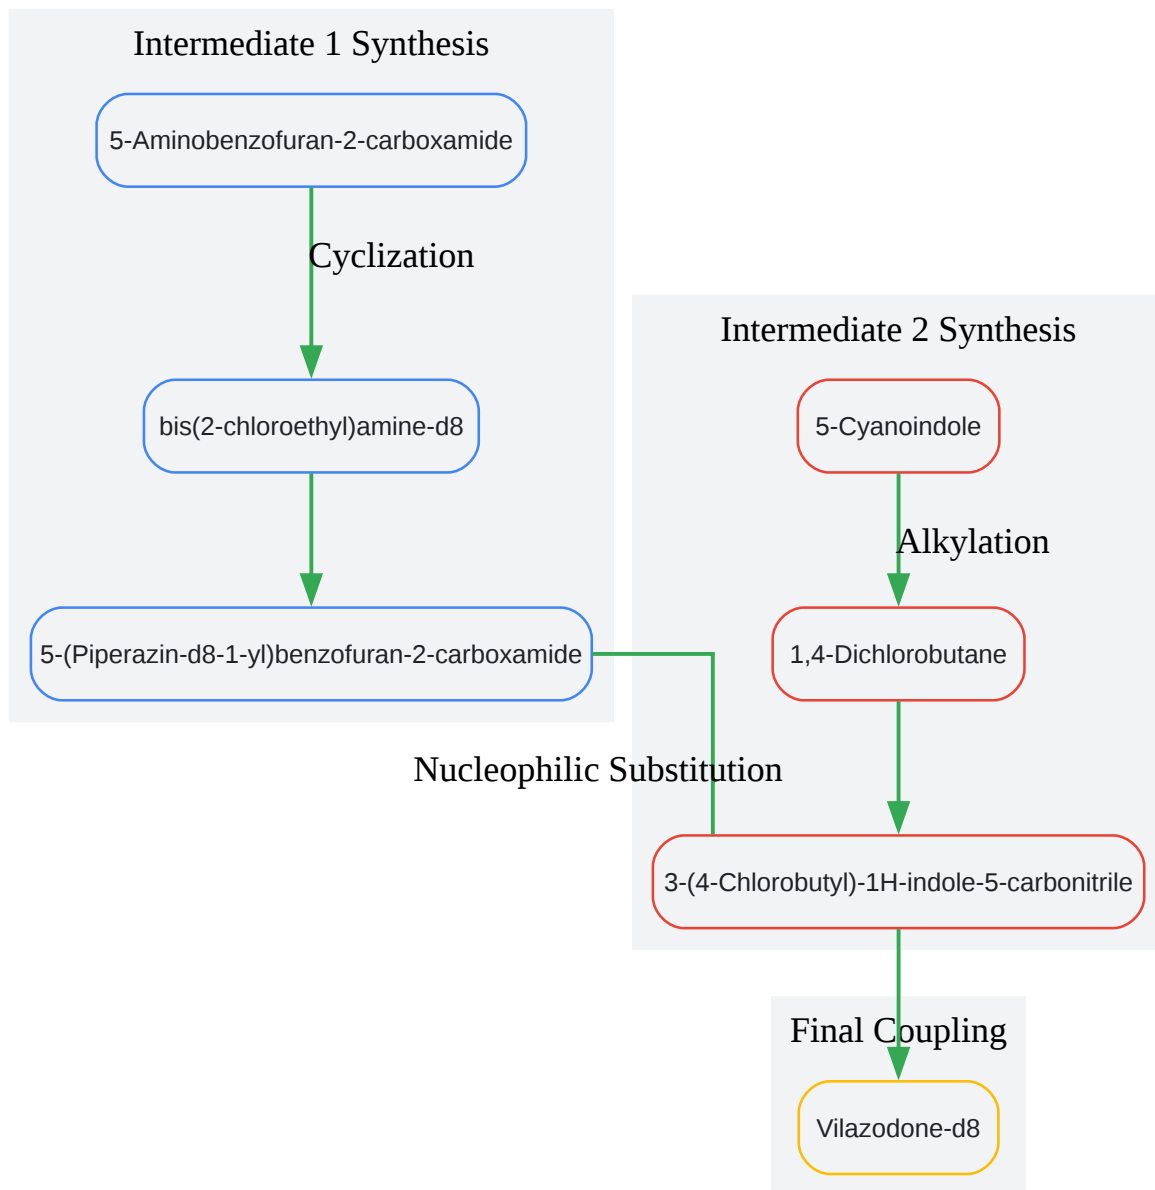 Intermediate 1 Synthesis
5-Aminobenzofuran-2-carboxamide
Cyclization
bis(2-chloroethyl)amine-d8
5-(Piperazin-d8-1-yl)benzofuran-2-carboxamide
Intermediate 2 Synthesis
5-Cyanoindole
Alkylation
1,4-Dichlorobutane
Nucleophilic Substitution
3-(4-Chlorobutyl)-1H-indole-5-carbonitrile
Final Coupling
Vilazodone-d8